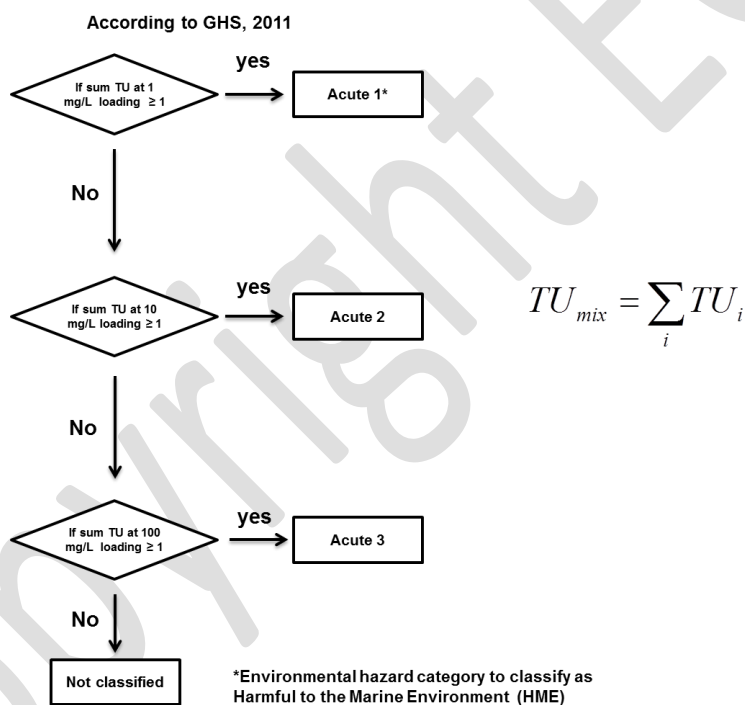 According to GHS, 2011
If sum TU at 1
mg/L loading ≥ 1
yes
Acute 1*
No
If sum TU at 10
mg/L loading ≥1
yes
Acute 2
TU_mix = ∑_i TU_i
No
If sum TU at 100
mg/L loading ≥ 1
yes
Acute 3
No
Not classified
*Environmental hazard category to classify as
Harmful to the Marine Environment (HME)